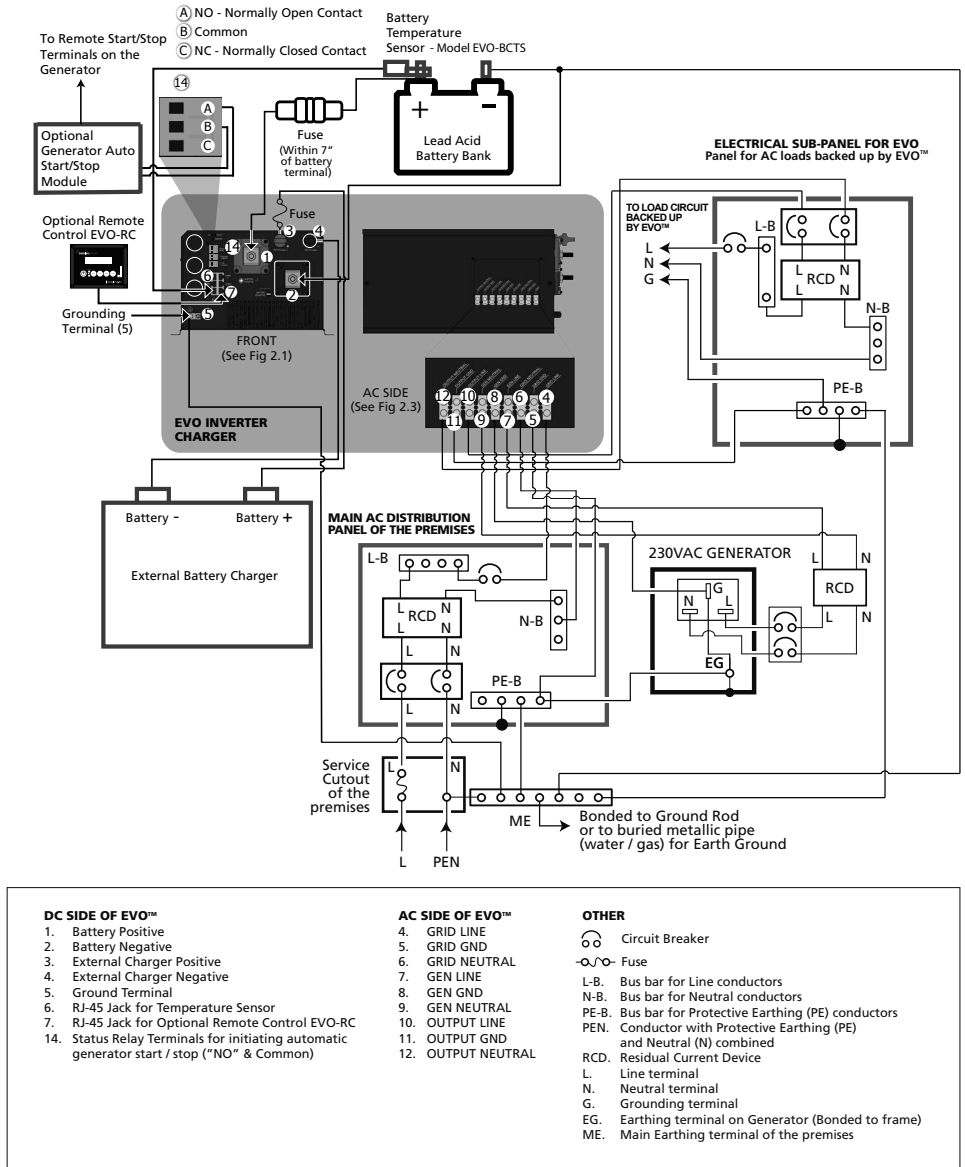 A NO - Normally Open Contact
B Common
C NC - Normally Closed Contact
To Remote Start/Stop
Terminals on the
Generator
14
A
B
C
Optional
Generator Auto
Start/Stop
Module
Battery
Temperature
Sensor - Model EVO-BCTS
Fuse
(Within 7"
of battery
terminal)
+ −
Lead Acid
Battery Bank
ELECTRICAL SUB-PANEL FOR EVO
Panel for AC loads backed up by EVO™
TO LOAD CIRCUIT
BACKED UP
BY EVO™
L
N
G
L-B
L N
RCD
L N
N-B
PE-B
Optional Remote
Control EVO-RC
Fuse
3
4
14
1
2
6
7
5
Grounding
Terminal (5)
FRONT
(See Fig 2.1)
AC SIDE
(See Fig 2.3)
OUTPUT NEUTRAL
OUTPUT GND
GEN NEUTRAL
GEN LINE
12 10 8 6 4
11 9 7 5
EVO INVERTER
CHARGER
Battery - Battery +
External Battery Charger
MAIN AC DISTRIBUTION
PANEL OF THE PREMISES
L-B
L N
RCD
L N
N-B
L N
PE-B
L N
230VAC GENERATOR
G
N L
EG
L N
RCD
L N
Service
Cutout
of the
premises
L N
ME
Bonded to Ground Rod
or to buried metallic pipe
(water / gas) for Earth Ground
L PEN
DC SIDE OF EVO™
1. Battery Positive
2. Battery Negative
3. External Charger Positive
4. External Charger Negative
5. Ground Terminal
6. RJ-45 Jack for Temperature Sensor
7. RJ-45 Jack for Optional Remote Control EVO-RC
14. Status Relay Terminals for initiating automatic
generator start / stop ("NO" & Common)
AC SIDE OF EVO™
4. GRID LINE
5. GRID GND
6. GRID NEUTRAL
7. GEN LINE
8. GEN GND
9. GEN NEUTRAL
10. OUTPUT LINE
11. OUTPUT GND
12. OUTPUT NEUTRAL
OTHER
Circuit Breaker
Fuse
L-B. Bus bar for Line conductors
N-B. Bus bar for Neutral conductors
PE-B. Bus bar for Protective Earthing (PE) conductors
PEN. Conductor with Protective Earthing (PE)
and Neutral (N) combined
RCD. Residual Current Device
L. Line terminal
N. Neutral terminal
G. Grounding terminal
EG. Earthing terminal on Generator (Bonded to frame)
ME. Main Earthing terminal of the premises